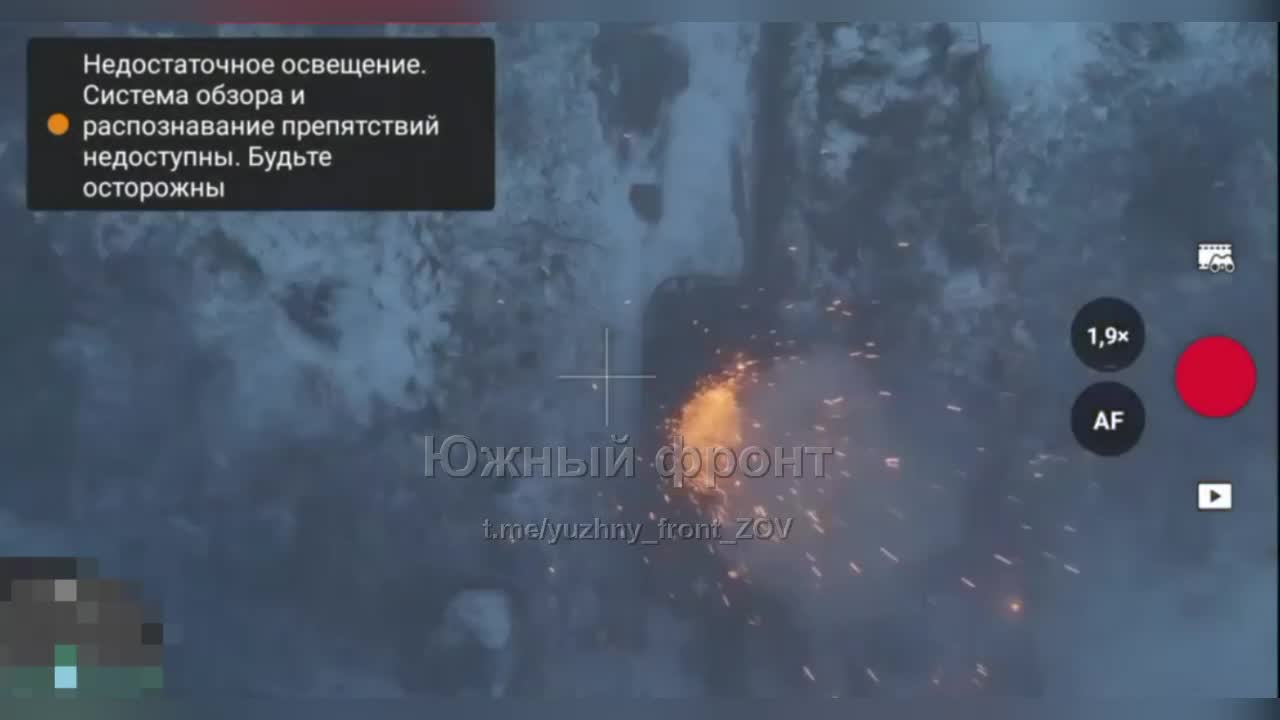 Недостаточное освещение.
Система обзора и
распознавание препятствий
недоступны. Будьте
осторожны
1,9×
AF
Южный фронт
t.me/yuzhny_front_ZOV